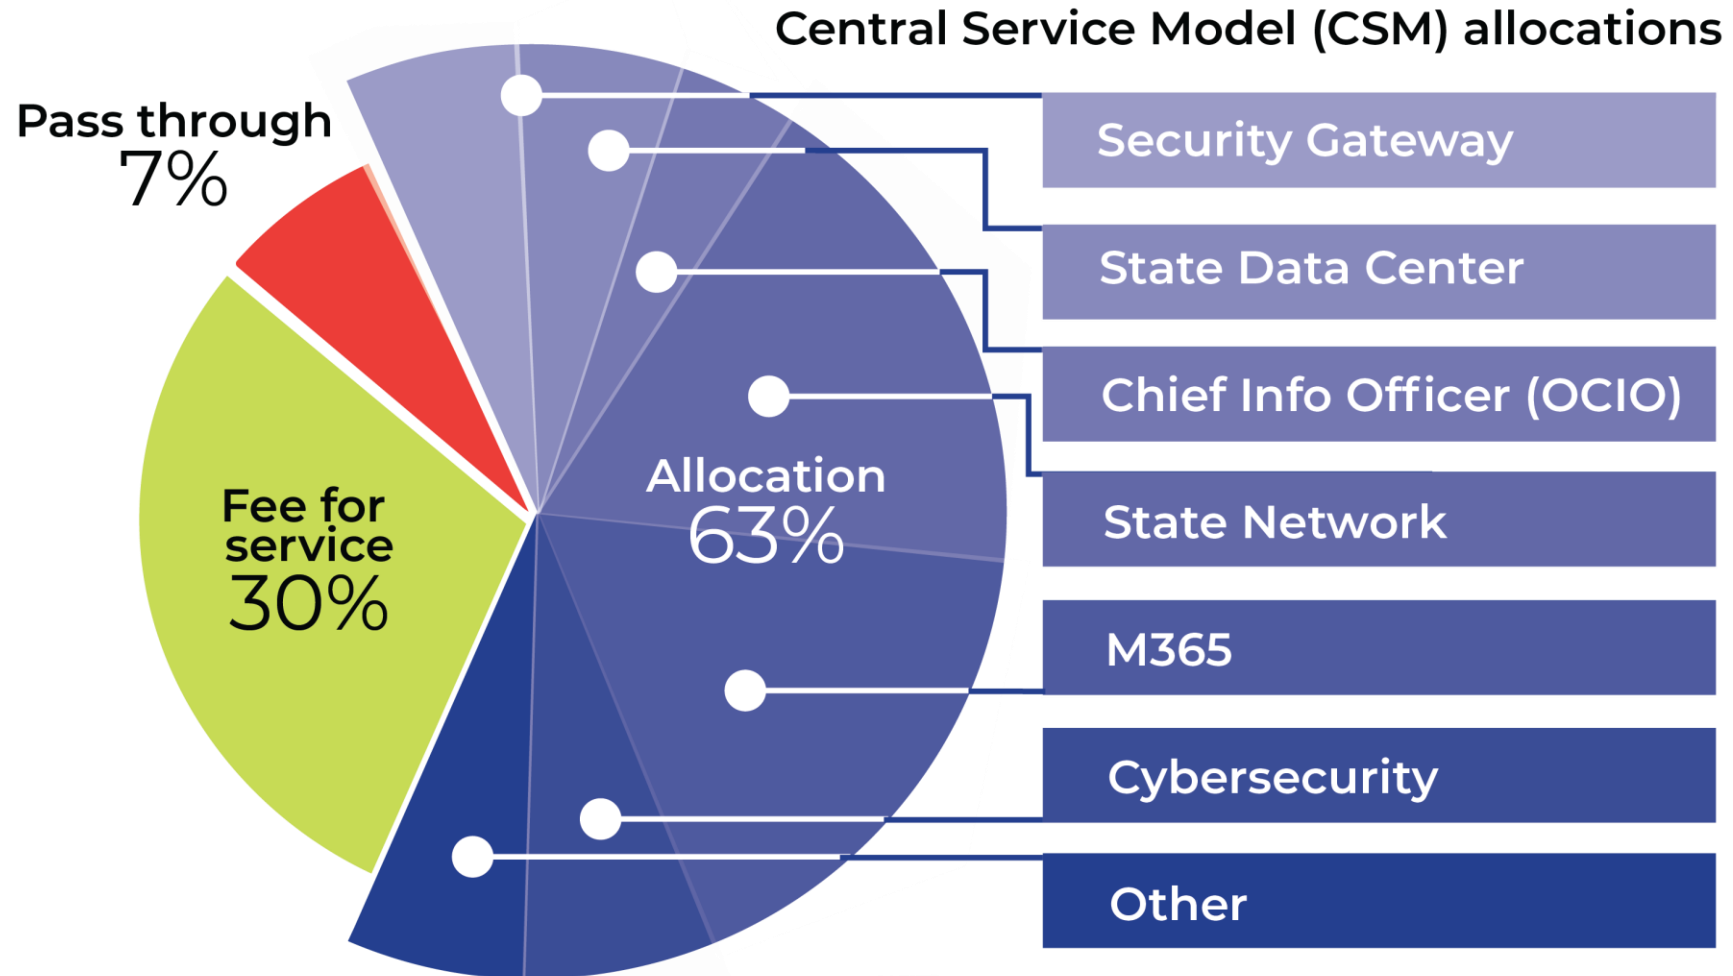 Central Service Model (CSM) allocations
Pass through
7%
Fee for
service
30%
Allocation
63%
Security Gateway
State Data Center
Chief Info Officer (OCIO)
State Network
M365
Cybersecurity
Other